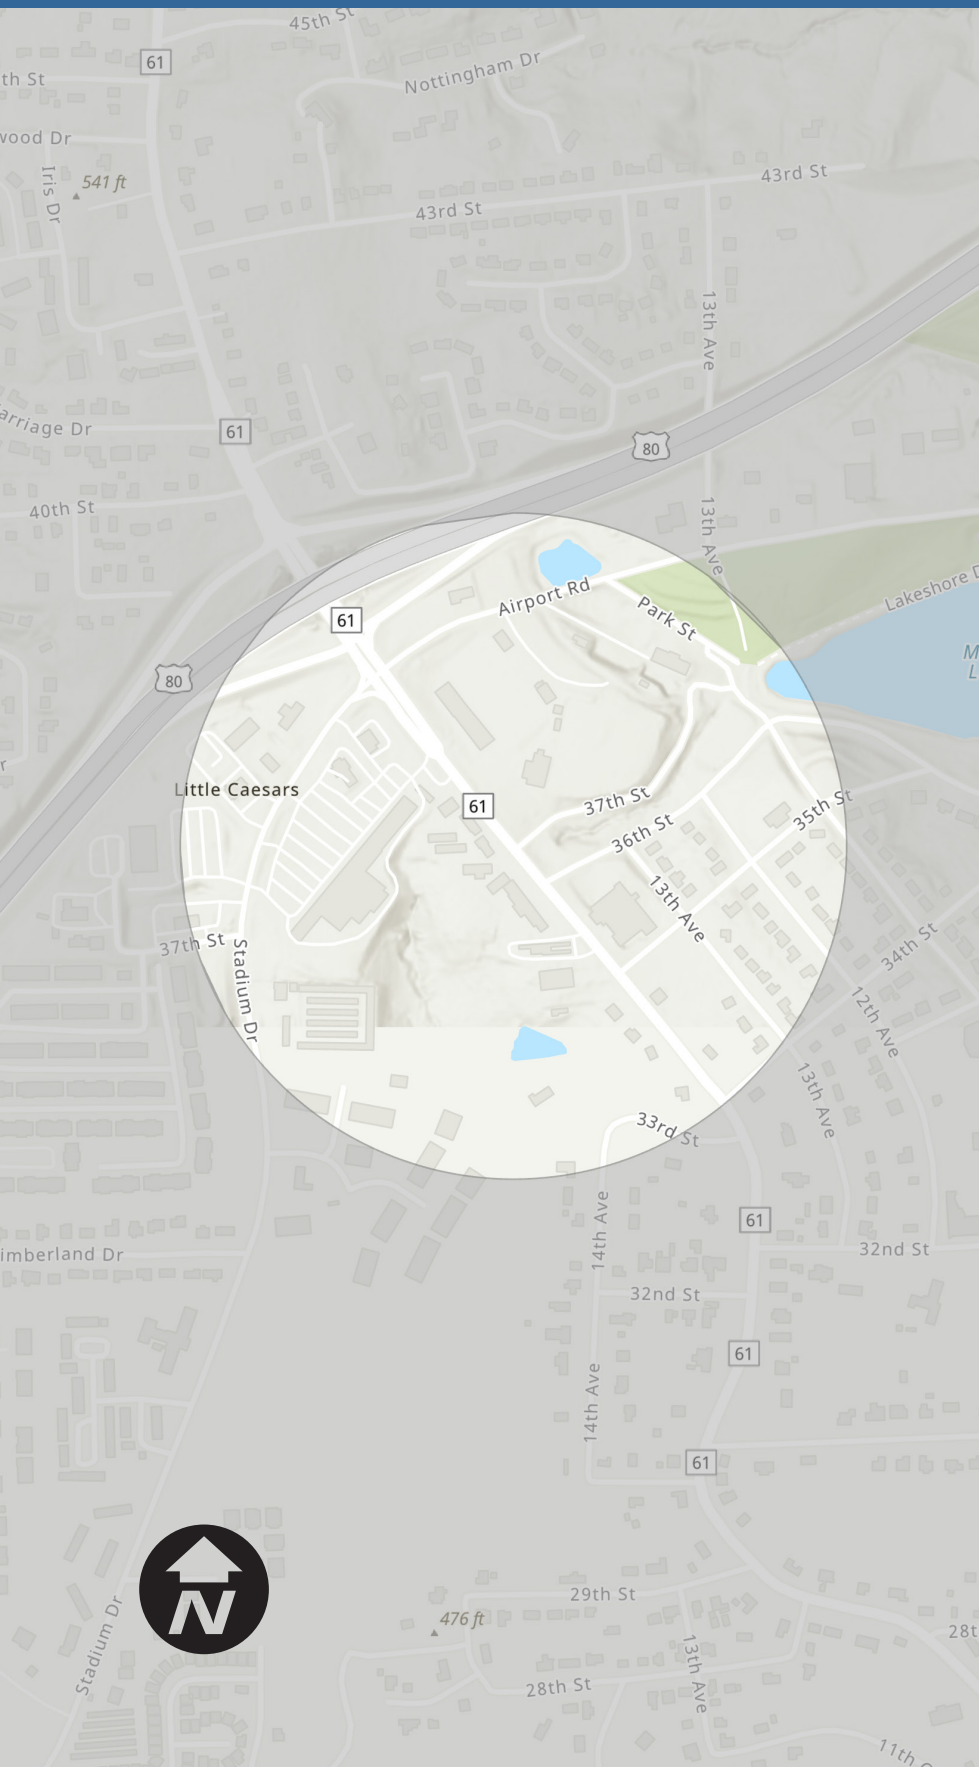 45th St
61
th St
Nottingham Dr
wood Dr
Iris Dr
541 ft
43rd St
43rd St
13th Ave
61
arriage Dr
80
40th St
13th Ave
Lakeshore D
Airport Rd
Park St
61
80
M
L
r
Little Caesars
61
37th St
36th St
35th St
13th Ave
37th St
Stadium Dr
34th St
12th Ave
13th Ave
33rd St
14th Ave
61
imberland Dr
32nd St
32nd St
61
14th Ave
61
N
29th St
476 ft
Stadium Dr
28t
13th Ave
28th St
11th